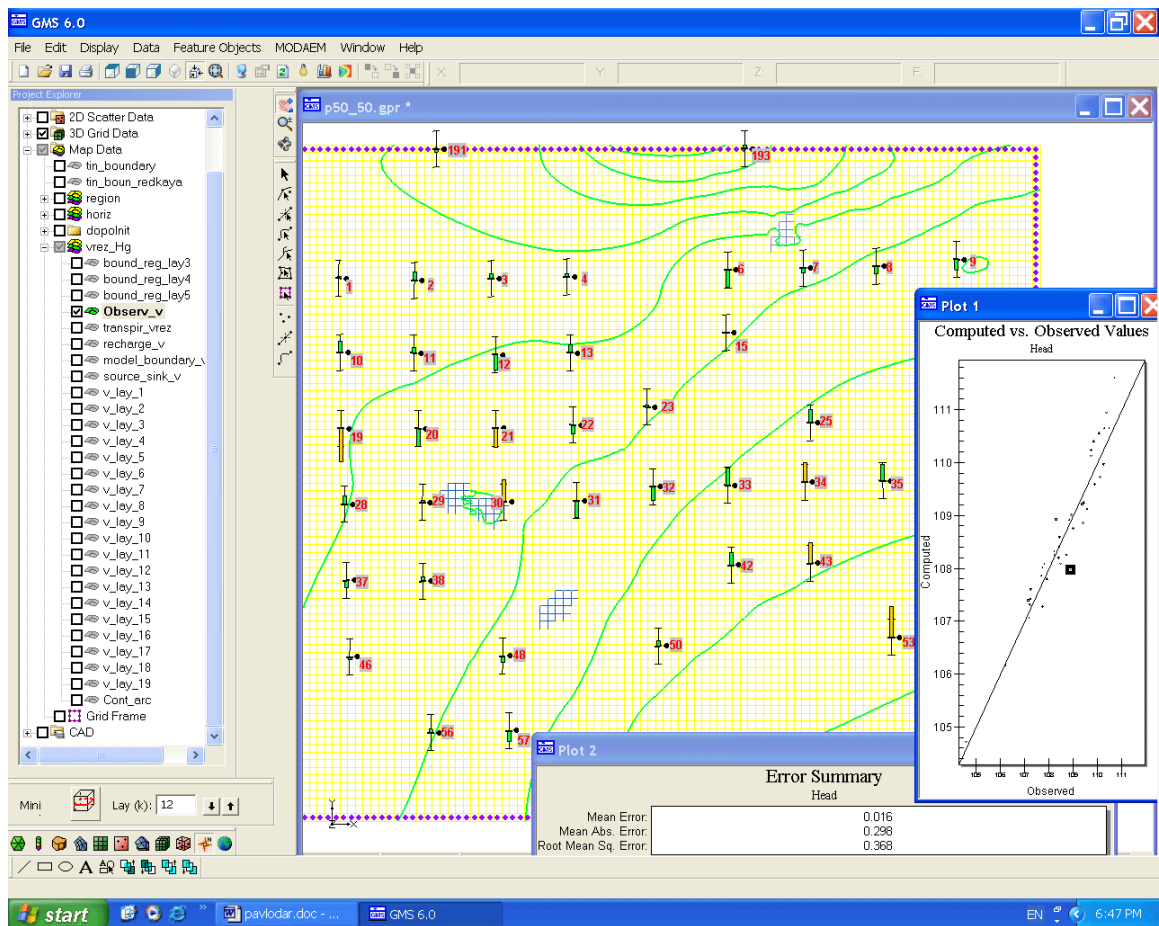 GMS 6.0
File Edit Display Data Feature Objects MODAEM Window Help
X: Y: Z: F:
Project Explorer
2D Scatter Data
3D Grid Data
Map Data
tin_boundary
tin_boun_redkaya
region
horiz
dopolnit
vrez_Hg
bound_reg_lay3
bound_reg_lay4
bound_reg_lay5
Observ_v
transpir_vrez
recharge_v
model_boundary_v
source_sink_v
v_lay_1
v_lay_2
v_lay_3
v_lay_4
v_lay_5
v_lay_6
v_lay_7
v_lay_8
v_lay_9
v_lay_10
v_lay_11
v_lay_12
v_lay_13
v_lay_14
v_lay_15
v_lay_16
v_lay_17
v_lay_18
v_lay_19
Cont_arc
Grid Frame
CAD
Mini Lay (k): 12
p50_50.gpr *
191 193
1 2 3 4 6 7 8 9
10 11 12 13 15
19 20 21 22 23 25
28 29 30 31 32 33 34 35
37 38 42 43
46 48 50 53
56 57
Y
X
Plot 1
Computed vs. Observed Values
Head
111
110
109
108
107
106
105
Computed
105 106 107 108 109 110 111
Observed
Plot 2
Error Summary
Head
Mean Error: 0.016
Mean Abs. Error: 0.298
Root Mean Sq. Error: 0.368
A
start pavlodar.doc - ... GMS 6.0 EN 6:47 PM